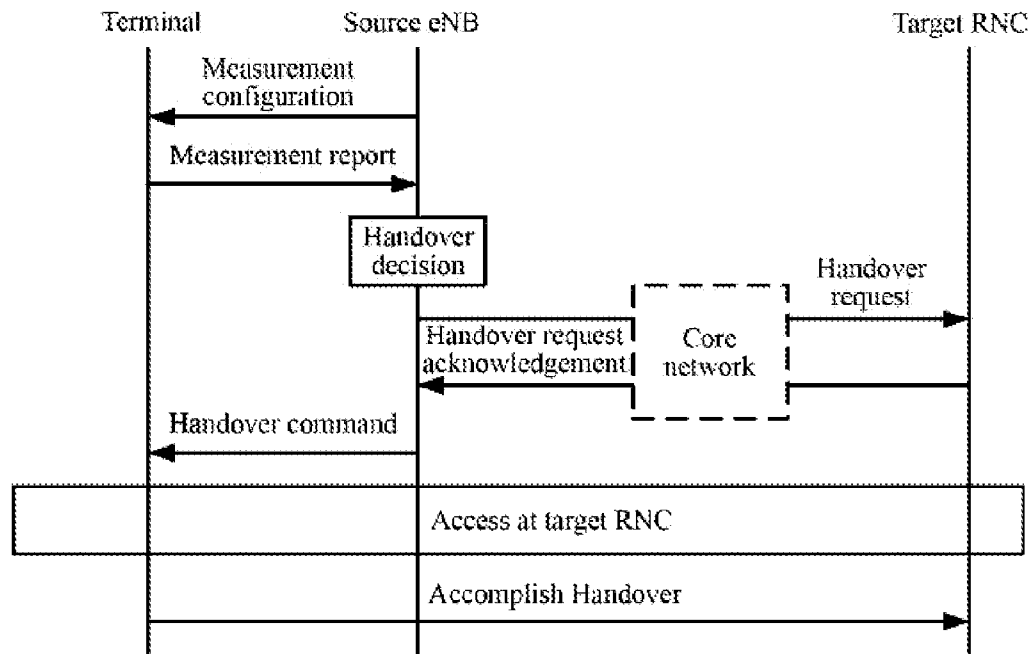 Terminal
Source eNB
Target RNC
Measurement
configuration
Measurement report
Handover
decision
Handover
request
Handover request
acknowledgement
Core
network
Handover command
Access at target RNC
Accomplish Handover